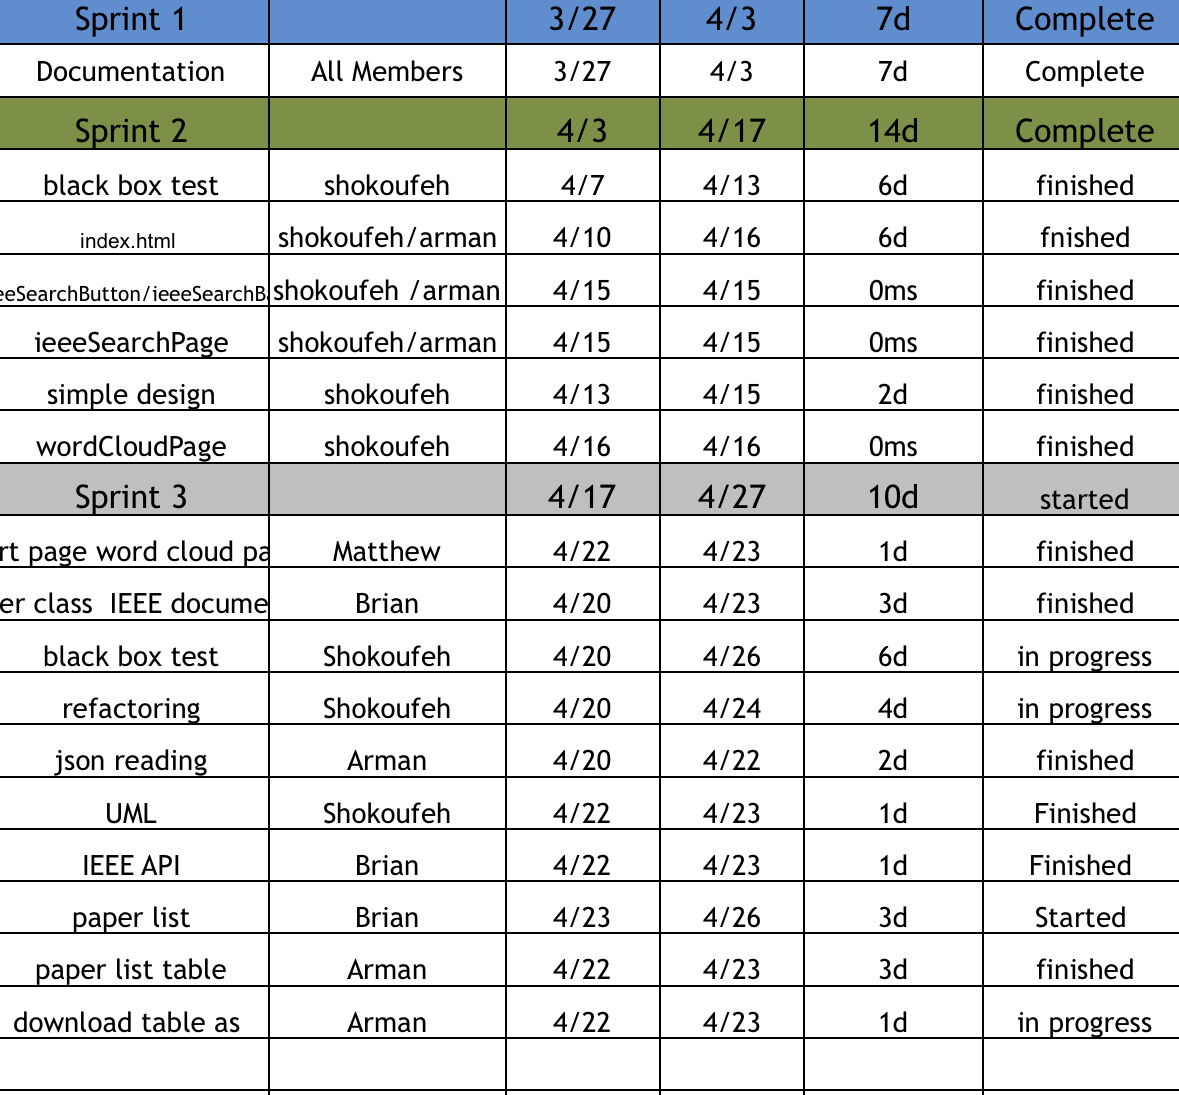 Sprint 1 3/27 4/3 7d Complete
Documentation All Members 3/27 4/3 7d Complete
Sprint 2 4/3 4/17 14d Complete
black box test shokoufeh 4/7 4/13 6d finished
index.html shokoufeh/arman 4/10 4/16 6d fnished
eeSearchButton/ieeeSearchBa shokoufeh /arman 4/15 4/15 0ms finished
ieeeSearchPage shokoufeh/arman 4/15 4/15 0ms finished
simple design shokoufeh 4/13 4/15 2d finished
wordCloudPage shokoufeh 4/16 4/16 0ms finished
Sprint 3 4/17 4/27 10d started
rt page word cloud pa Matthew 4/22 4/23 1d finished
er class IEEE docume Brian 4/20 4/23 3d finished
black box test Shokoufeh 4/20 4/26 6d in progress
refactoring Shokoufeh 4/20 4/24 4d in progress
json reading Arman 4/20 4/22 2d finished
UML Shokoufeh 4/22 4/23 1d Finished
IEEE API Brian 4/22 4/23 1d Finished
paper list Brian 4/23 4/26 3d Started
paper list table Arman 4/22 4/23 3d finished
download table as Arman 4/22 4/23 1d in progress